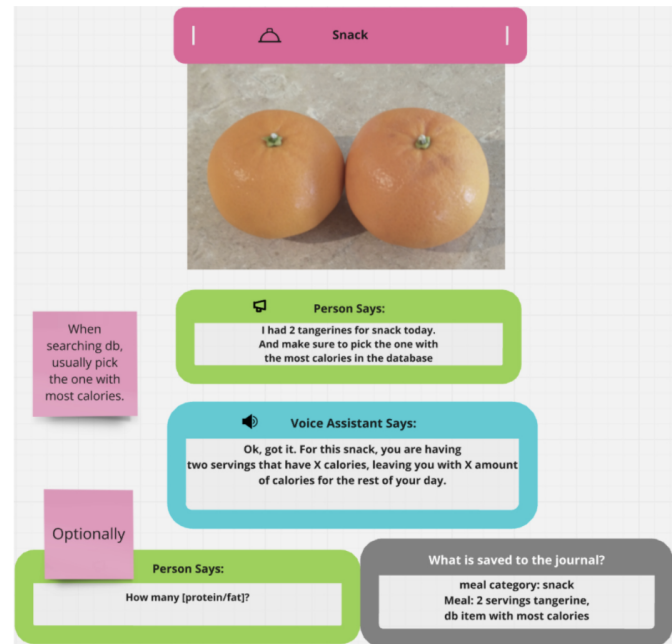 Snack
Person Says:
I had 2 tangerines for snack today.
And make sure to pick the one with
the most calories in the database
When
searching db,
usually pick
the one with
most calories.
Voice Assistant Says:
Ok, got it. For this snack, you are having
two servings that have X calories, leaving you with X amount
of calories for the rest of your day.
Optionally
Person Says:
How many [protein/fat]?
What is saved to the journal?
meal category: snack
Meal: 2 servings tangerine,
db item with most calories